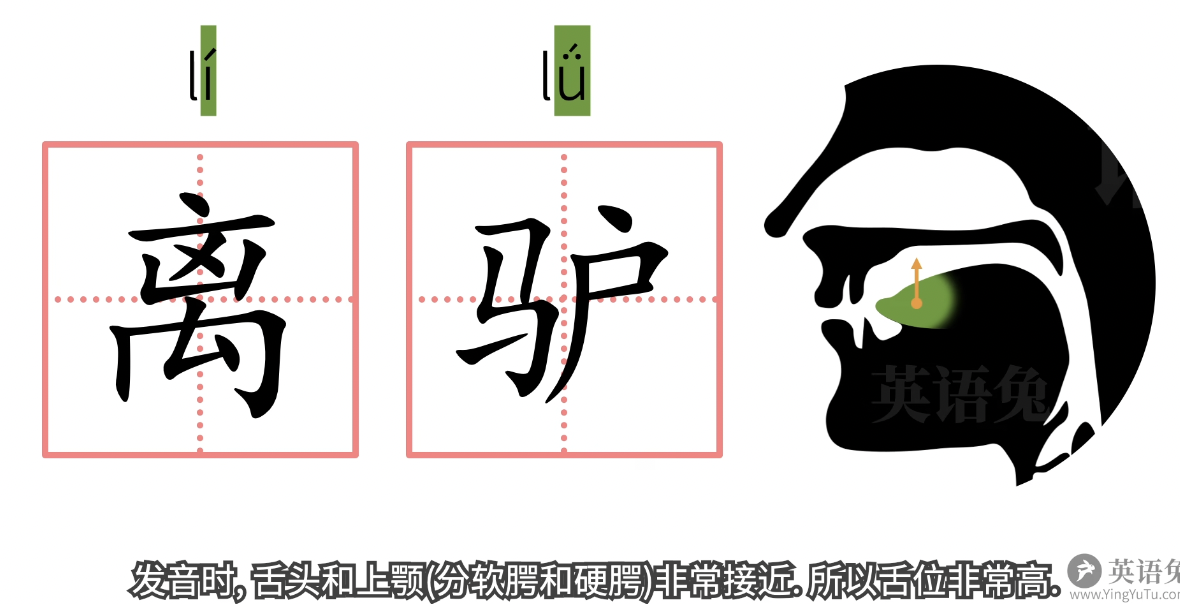 lí
lǘ
离
驴
英语兔
发音时, 舌头和上颚(分软腭和硬腭)非常接近. 所以舌位非常高.
英语兔
www.YingYuTu.com